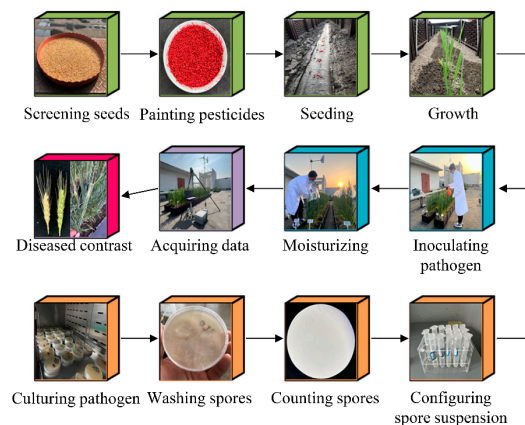 Screening seeds
Painting pesticides
Seeding
Growth
Diseased contrast
Acquiring data
Moisturizing
Inoculating
pathogen
Culturing pathogen
Washing spores
Counting spores
Configuring
spore suspension